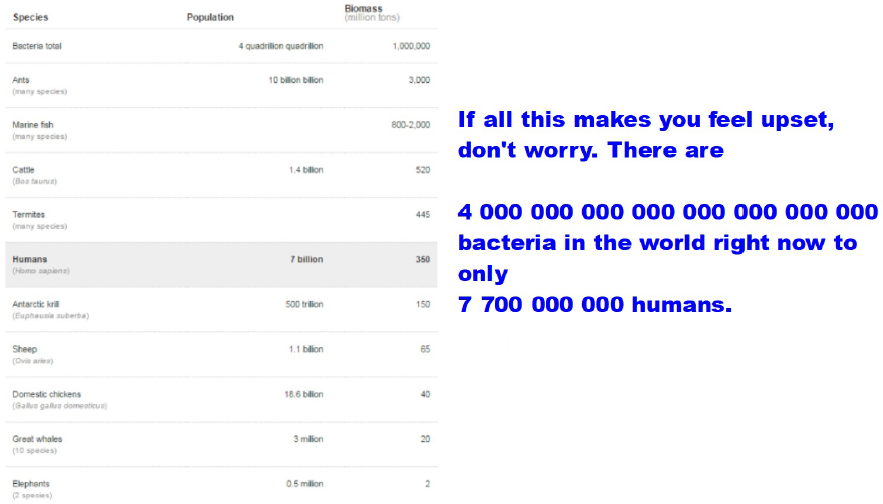 Species Population Biomass
(million tons)
Bacteria total 4 quadrillion quadrillion 1,000,000
Ants 10 billion billion 3,000
(many species)
Marine fish 800-2,000
(many species)
Cattle 1.4 billion 520
(Bos taurus)
Termites 445
(many species)
Humans 7 billion 350
(Homo sapiens)
Antarctic krill 500 trillion 150
(Euphausia suberba)
Sheep 1.1 billion 65
(Ovis aries)
Domestic chickens 18.6 billion 40
(Gallus gallus domesticus)
Great whales 3 million 20
(10 species)
Elephants 0.5 million 2
(2 species)
If all this makes you feel upset,
don't worry. There are
4 000 000 000 000 000 000 000 000
bacteria in the world right now to
only
7 700 000 000 humans.